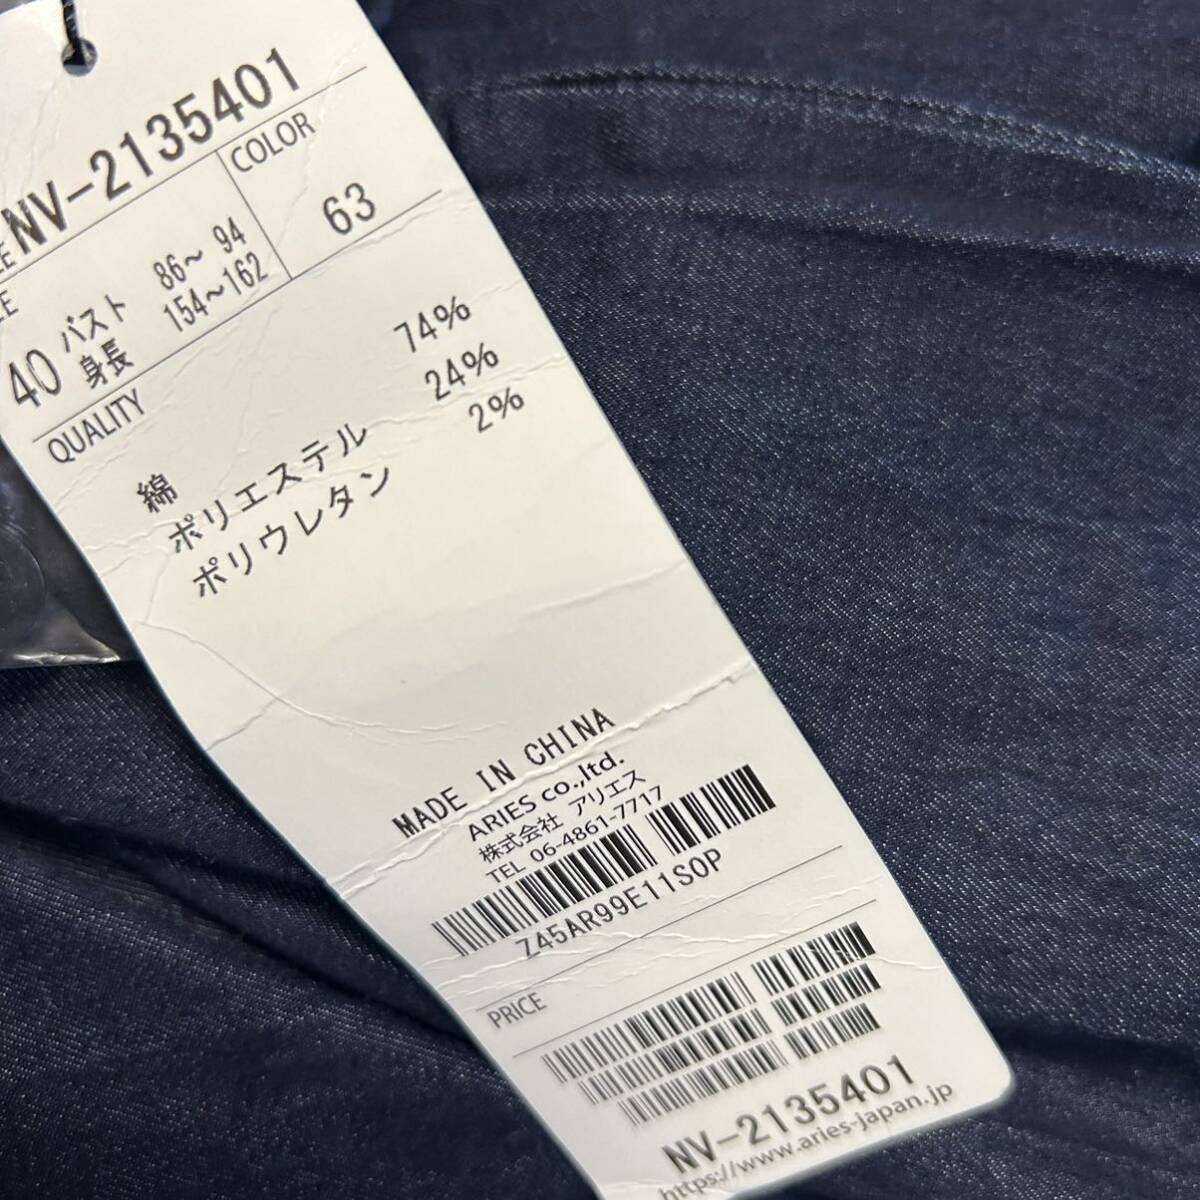 NV-2135401
COLOR
63
40 バスト 86～ 94
身長 154～162
QUALITY
綿 74%
ポリエステル 24%
ポリウレタン 2%
MADE IN CHINA
ARIES co.,ltd.
株式会社 アリエス
TEL 06-4861-7717
Z45AR99E11SOP
PRICE
NV-2135401
https://www.aries-japan.jp